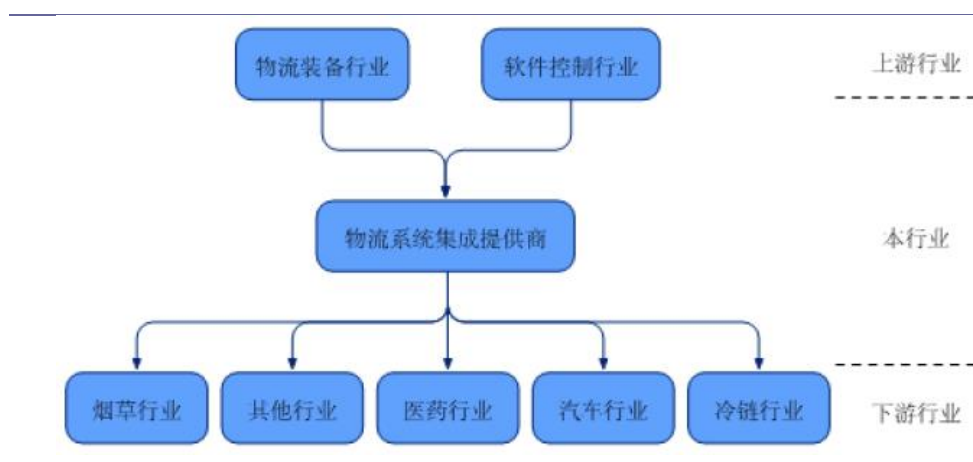 物流装备行业
软件控制行业
上游行业
物流系统集成提供商
本行业
烟草行业
其他行业
医药行业
汽车行业
冷链行业
下游行业